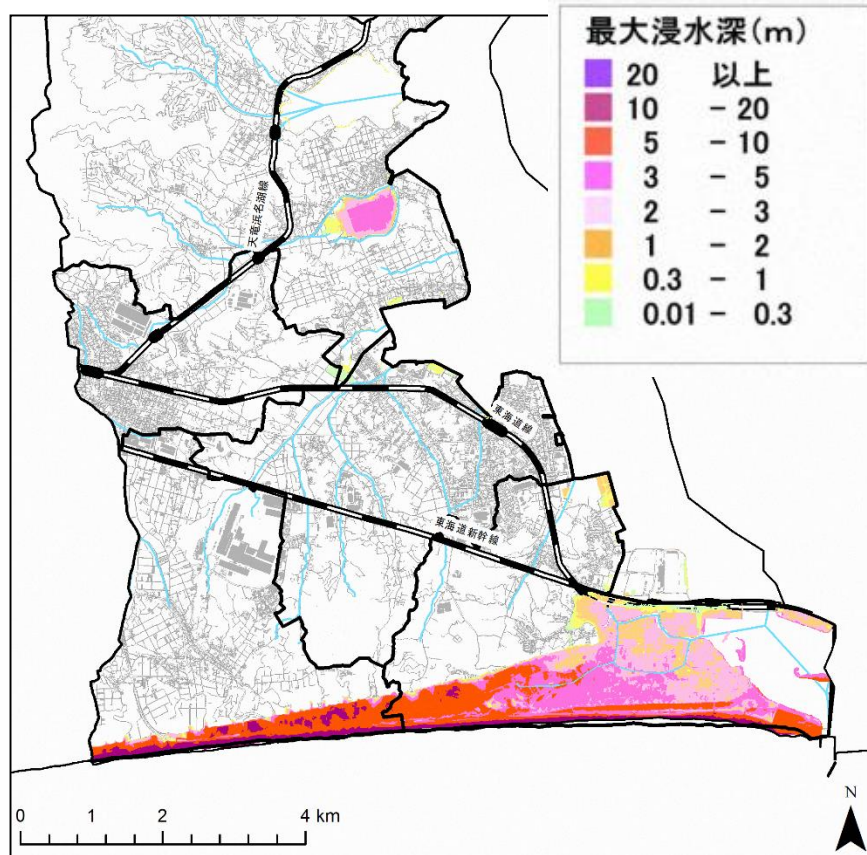 最大浸水深(m)
20 以上
10 - 20
5 - 10
3 - 5
2 - 3
1 - 2
0.3 - 1
0.01 - 0.3
天竜浜名湖線
東海道線
東海道新幹線
0 1 2 4 km
N